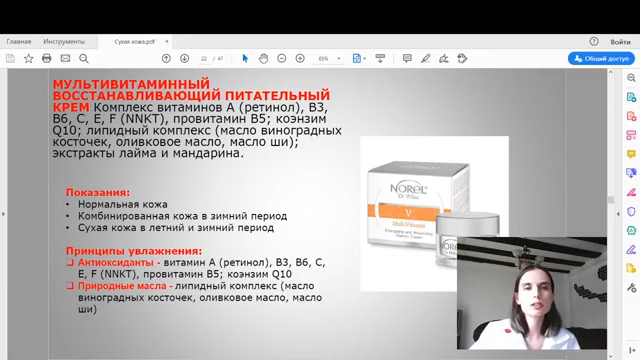 Главная Инструменты Сухая кожа.pdf × Войти
22 / 47 65% Общий доступ
МУЛЬТИВИТАМИННЫЙ
ВОССТАНАВЛИВАЮЩИЙ ПИТАТЕЛЬНЫЙ
КРЕМ Комплекс витаминов А (ретинол), В3,
В6, С, Е, F (NNKT), провитамин В5; коэнзим
Q10; липидный комплекс (масло виноградных
косточек, оливковое масло, масло ши);
экстракты лайма и мандарина.
Показания:
• Нормальная кожа
• Комбинированная кожа в зимний период
• Сухая кожа в летний и зимний период
Принципы увлажнения:
❑ Антиоксиданты - витамин А (ретинол), В3, В6, С,
Е, F (NNKT), провитамин В5; коэнзим Q10
❑ Природные масла - липидный комплекс (масло
виноградных косточек, оливковое масло, масло
ши)
NOREL
Dr Wilsz
V
MultiVitamin